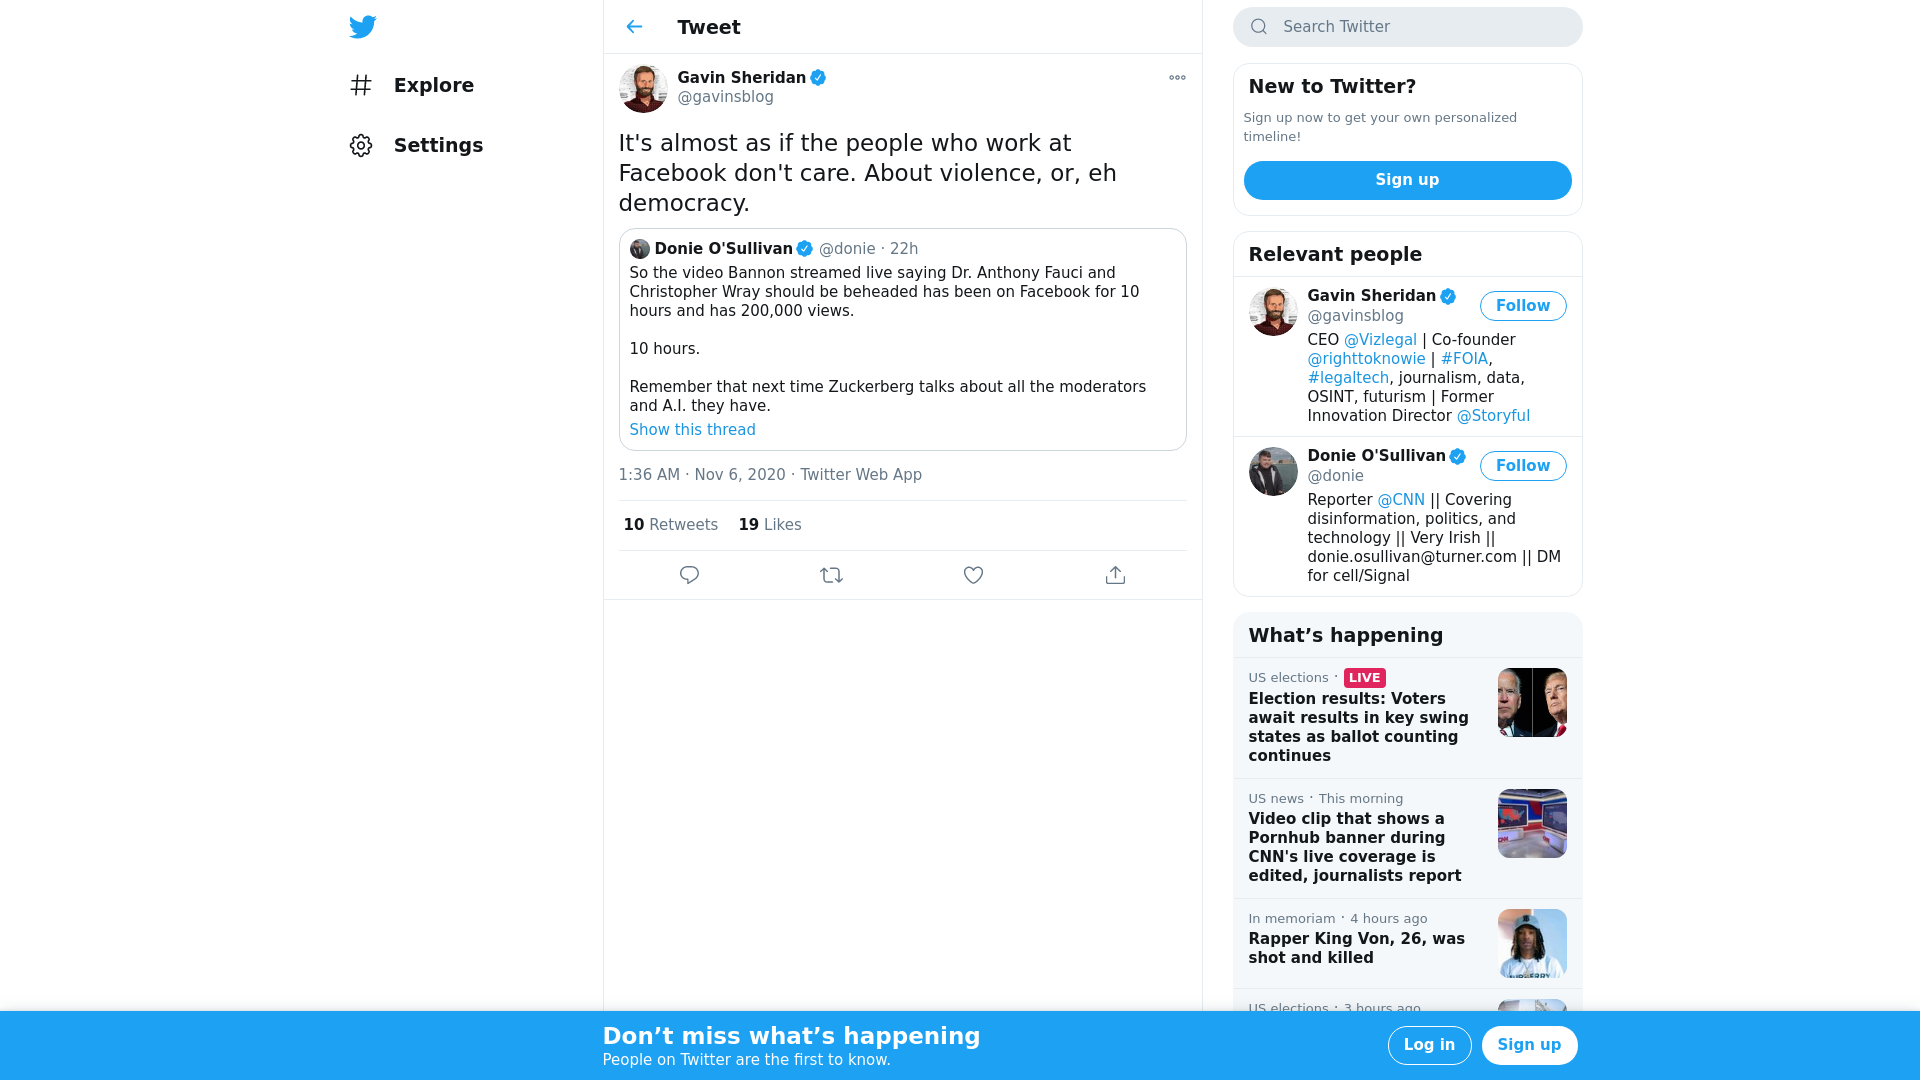 Explore
Settings
Tweet
Gavin Sheridan
@gavinsblog
It's almost as if the people who work at
Facebook don't care. About violence, or, eh
democracy.
Donie O'Sullivan @donie · 22h
So the video Bannon streamed live saying Dr. Anthony Fauci and
Christopher Wray should be beheaded has been on Facebook for 10
hours and has 200,000 views.
10 hours.
Remember that next time Zuckerberg talks about all the moderators
and A.I. they have.
Show this thread
1:36 AM · Nov 6, 2020 · Twitter Web App
10 Retweets 19 Likes
Search Twitter
New to Twitter?
Sign up now to get your own personalized
timeline!
Sign up
Relevant people
Gavin Sheridan
@gavinsblog
Follow
CEO @Vizlegal | Co-founder
@righttoknowie | #FOIA,
#legaltech, journalism, data,
OSINT, futurism | Former
Innovation Director @Storyful
Donie O'Sullivan
@donie
Follow
Reporter @CNN || Covering
disinformation, politics, and
technology || Very Irish ||
donie.osullivan@turner.com || DM
for cell/Signal
What’s happening
US elections · LIVE
Election results: Voters
await results in key swing
states as ballot counting
continues
US news · This morning
Video clip that shows a
Pornhub banner during
CNN's live coverage is
edited, journalists report
In memoriam · 4 hours ago
Rapper King Von, 26, was
shot and killed
US elections · 3 hours ago
Don’t miss what’s happening
People on Twitter are the first to know.
Log in
Sign up